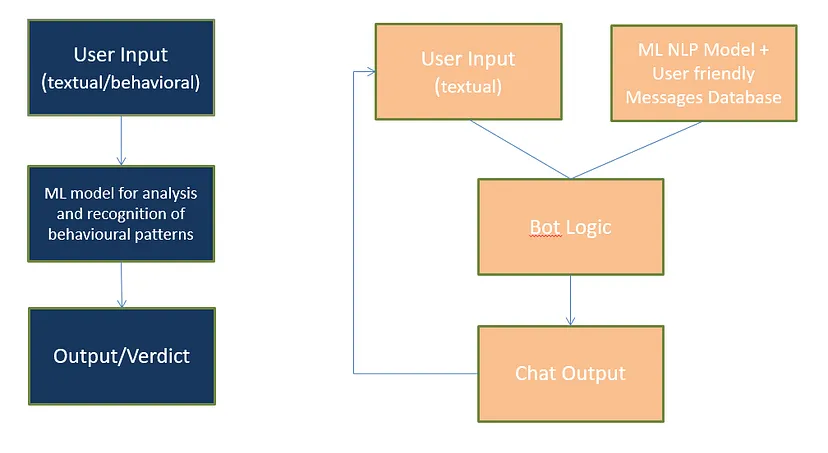 User Input
(textual/behavioral)
ML model for analysis
and recognition of
behavioural patterns
Output/Verdict
User Input
(textual)
ML NLP Model +
User friendly
Messages Database
Bot Logic
Chat Output